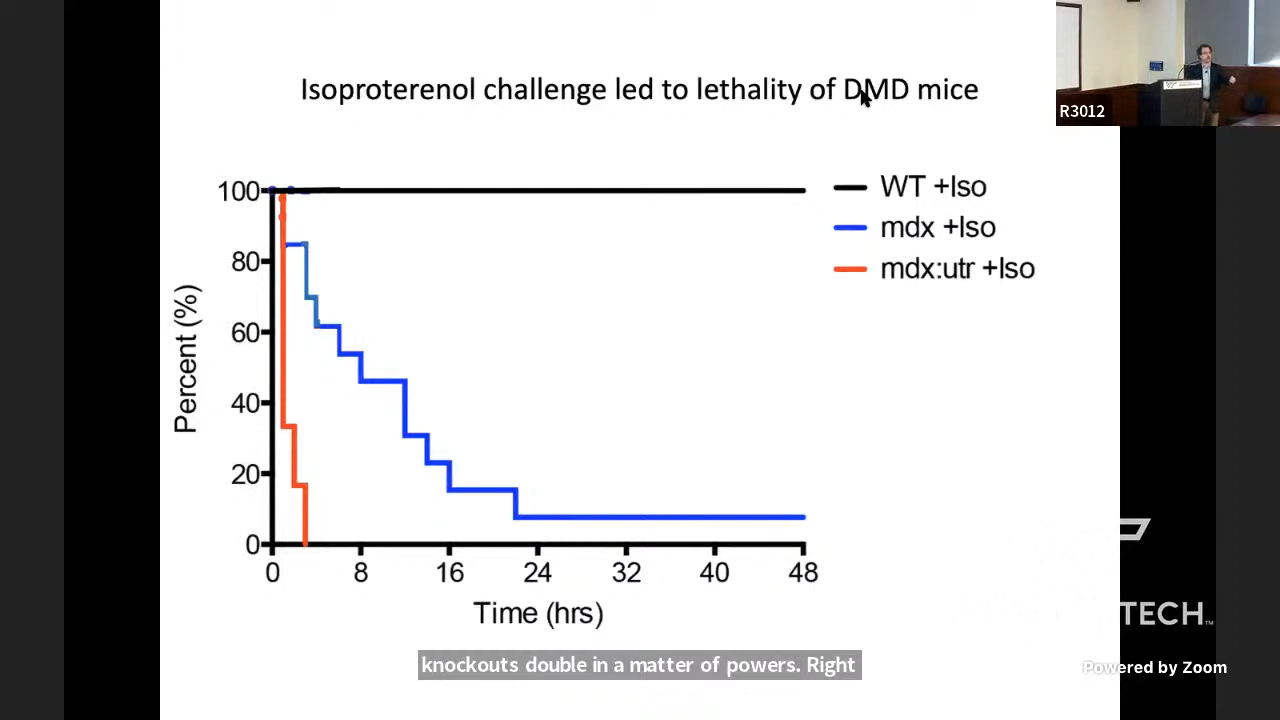 Isoproterenol challenge led to lethality of DMD mice
R3012
WT +Iso
mdx +Iso
mdx:utr +Iso
Percent (%)
100
80
60
40
20
0
0 8 16 24 32 40 48
Time (hrs)
knockouts double in a matter of powers. Right
TECH™
Powered by Zoom